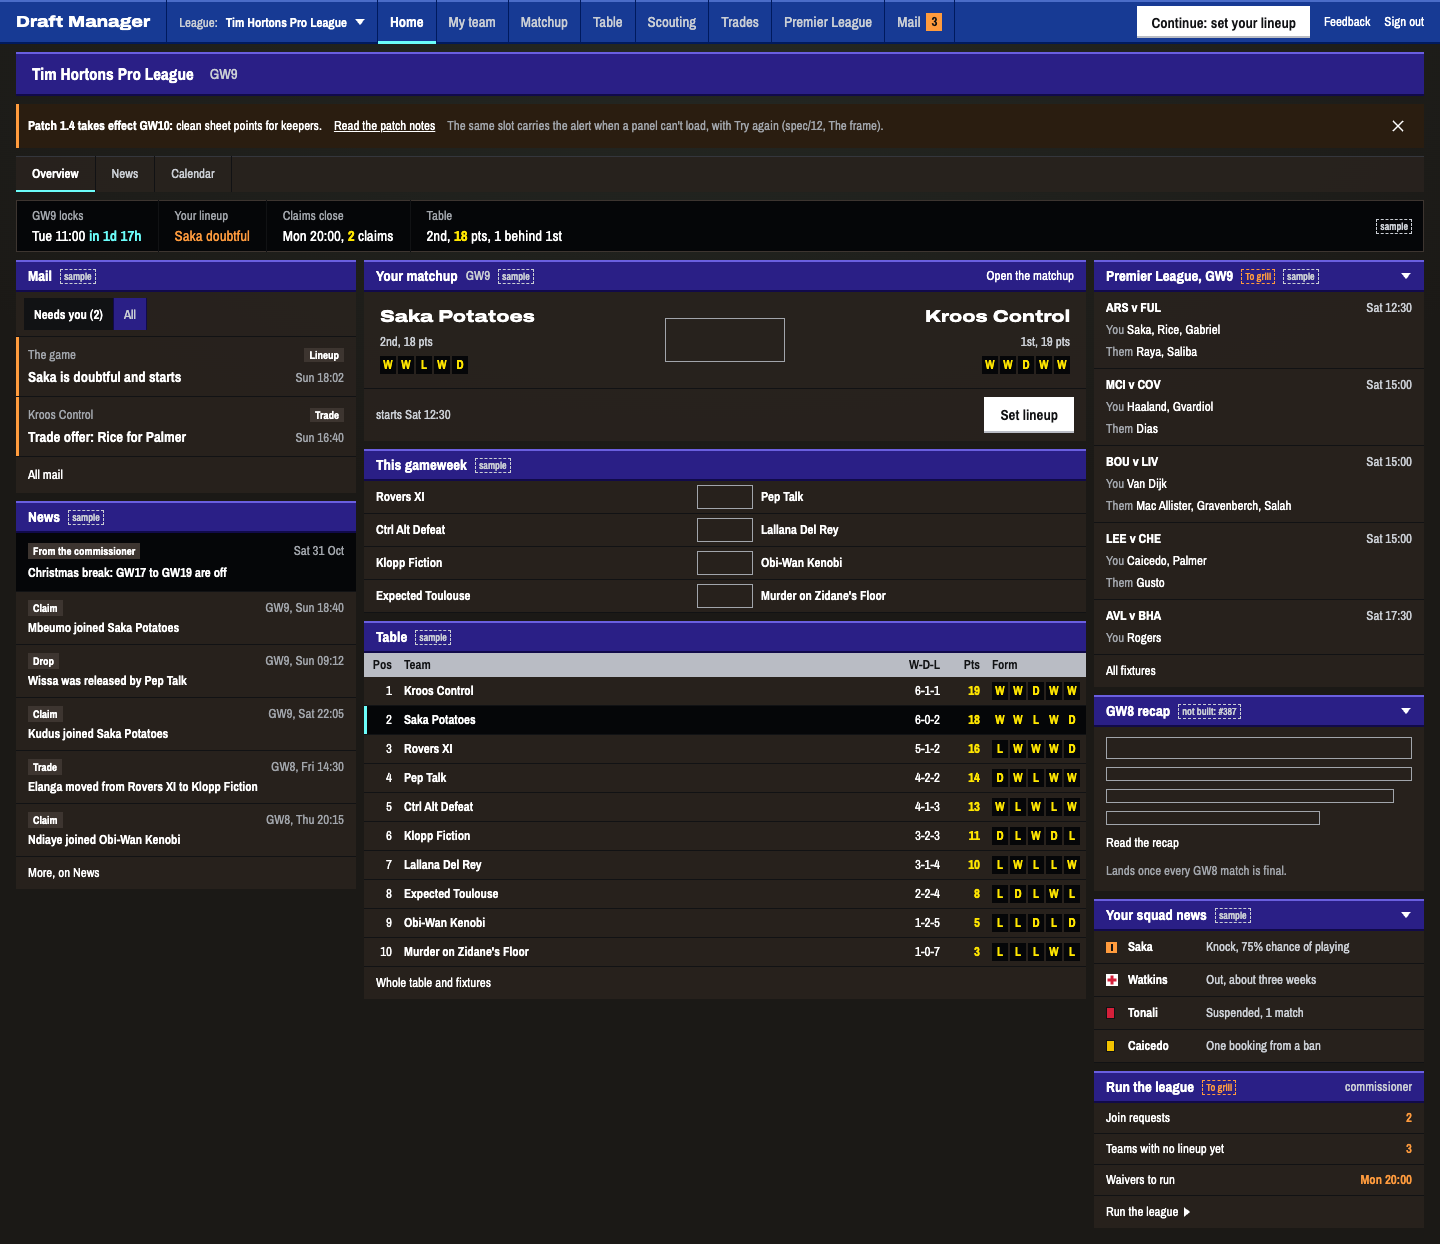 Draft Manager
League: Tim Hortons Pro League
Home
My team
Matchup
Table
Scouting
Trades
Premier League
Mail 3
Continue: set your lineup
Feedback
Sign out
Tim Hortons Pro League GW9
Patch 1.4 takes effect GW10: clean sheet points for keepers. Read the patch notes The same slot carries the alert when a panel can't load, with Try again (spec/12, The frame).
Overview
News
Calendar
GW9 locks
Tue 11:00 in 1d 17h
Your lineup
Saka doubtful
Claims close
Mon 20:00, 2 claims
Table
2nd, 18 pts, 1 behind 1st
sample
Mail sample
Needs you (2) All
The game Lineup
Saka is doubtful and starts Sun 18:02
Kroos Control Trade
Trade offer: Rice for Palmer Sun 16:40
All mail
News sample
From the commissioner Sat 31 Oct
Christmas break: GW17 to GW19 are off
Claim GW9, Sun 18:40
Mbeumo joined Saka Potatoes
Drop GW9, Sun 09:12
Wissa was released by Pep Talk
Claim GW9, Sat 22:05
Kudus joined Saka Potatoes
Trade GW8, Fri 14:30
Elanga moved from Rovers XI to Klopp Fiction
Claim GW8, Thu 20:15
Ndiaye joined Obi-Wan Kenobi
More, on News
Your matchup GW9 sample Open the matchup
Saka Potatoes Kroos Control
2nd, 18 pts 1st, 19 pts
W W L W D W W D W W
starts Sat 12:30 Set lineup
This gameweek sample
Rovers XI Pep Talk
Ctrl Alt Defeat Lallana Del Rey
Klopp Fiction Obi-Wan Kenobi
Expected Toulouse Murder on Zidane's Floor
Table sample
Pos Team W-D-L Pts Form
1 Kroos Control 6-1-1 19 W W D W W
2 Saka Potatoes 6-0-2 18 W W L W D
3 Rovers XI 5-1-2 16 L W W W D
4 Pep Talk 4-2-2 14 D W L W W
5 Ctrl Alt Defeat 4-1-3 13 W L W L W
6 Klopp Fiction 3-2-3 11 D L W D L
7 Lallana Del Rey 3-1-4 10 L W L L W
8 Expected Toulouse 2-2-4 8 L D L W L
9 Obi-Wan Kenobi 1-2-5 5 L L D L D
10 Murder on Zidane's Floor 1-0-7 3 L L L W L
Whole table and fixtures
Premier League, GW9 To grill sample
ARS v FUL Sat 12:30
You Saka, Rice, Gabriel
Them Raya, Saliba
MCI v COV Sat 15:00
You Haaland, Gvardiol
Them Dias
BOU v LIV Sat 15:00
You Van Dijk
Them Mac Allister, Gravenberch, Salah
LEE v CHE Sat 15:00
You Caicedo, Palmer
Them Gusto
AVL v BHA Sat 17:30
You Rogers
All fixtures
GW8 recap not built: #387
Read the recap
Lands once every GW8 match is final.
Your squad news sample
Saka Knock, 75% chance of playing
Watkins Out, about three weeks
Tonali Suspended, 1 match
Caicedo One booking from a ban
Run the league To grill commissioner
Join requests 2
Teams with no lineup yet 3
Waivers to run Mon 20:00
Run the league